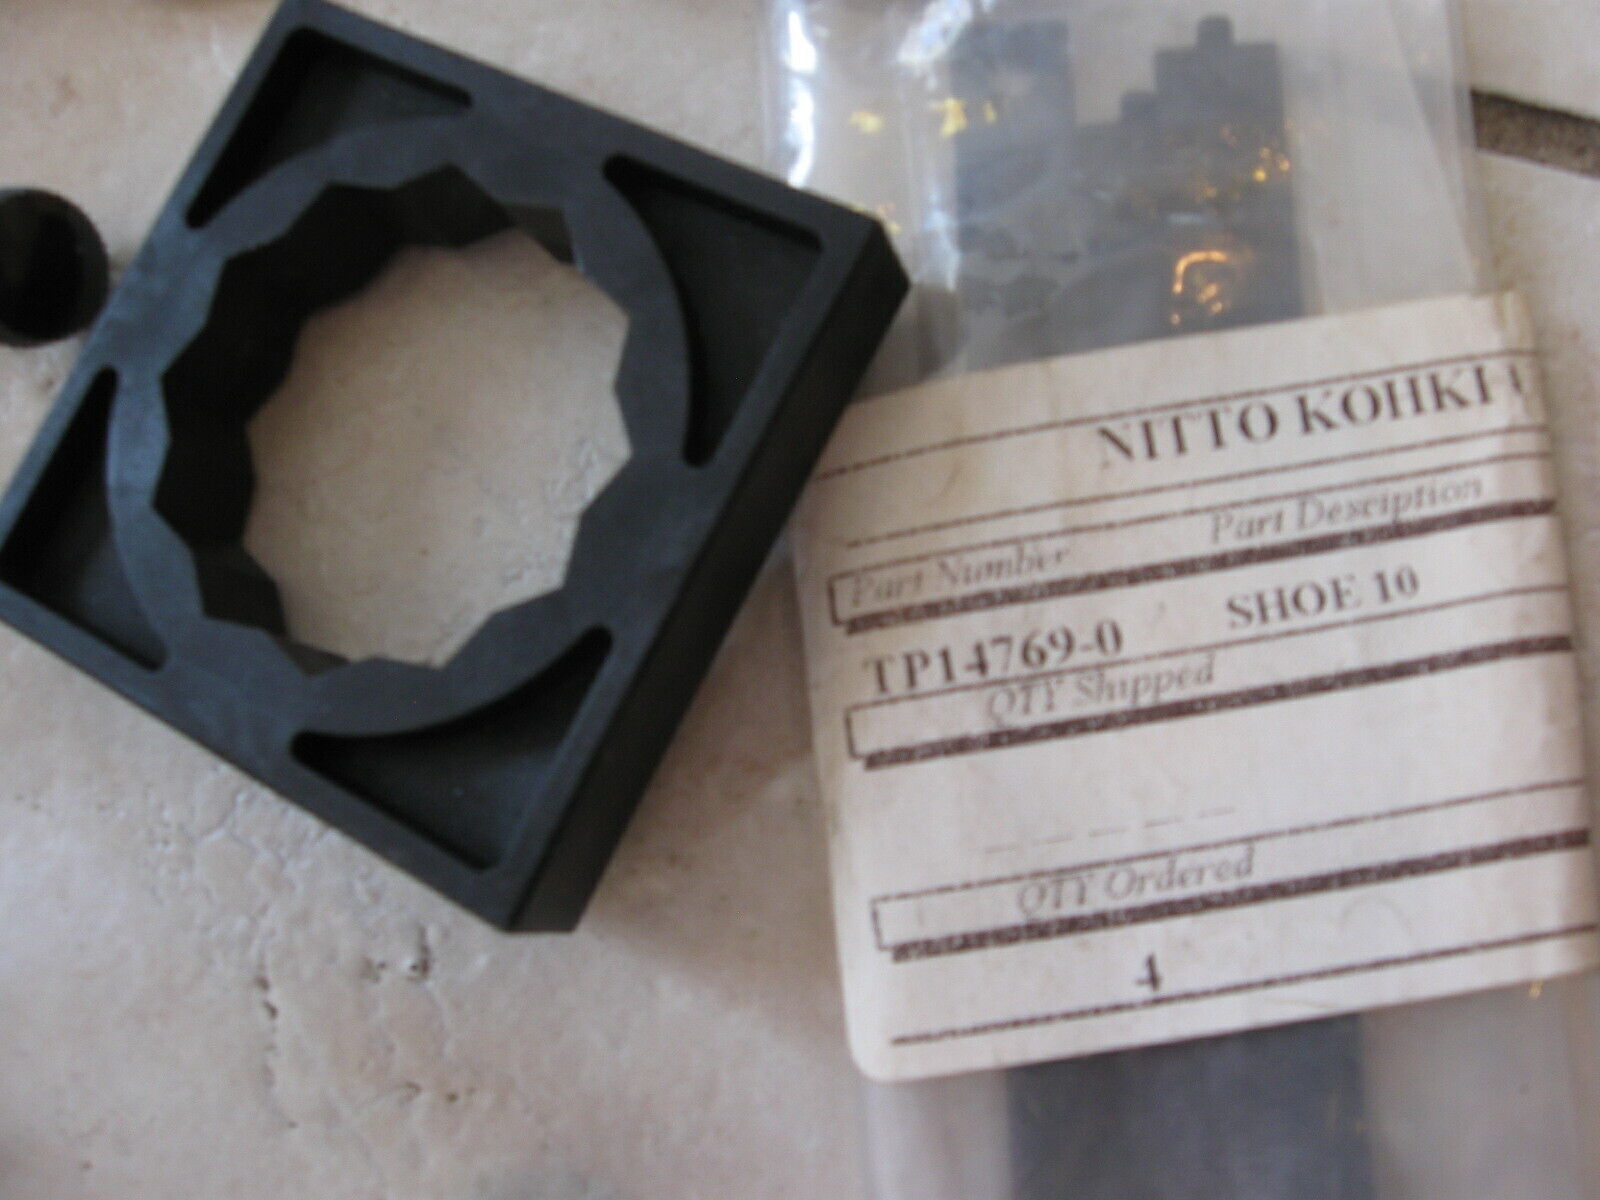 NITTO KOHKI
Part Number Part Desciption
TP14769-0 SHOE 10
QTY Shipped
QTY Ordered
4